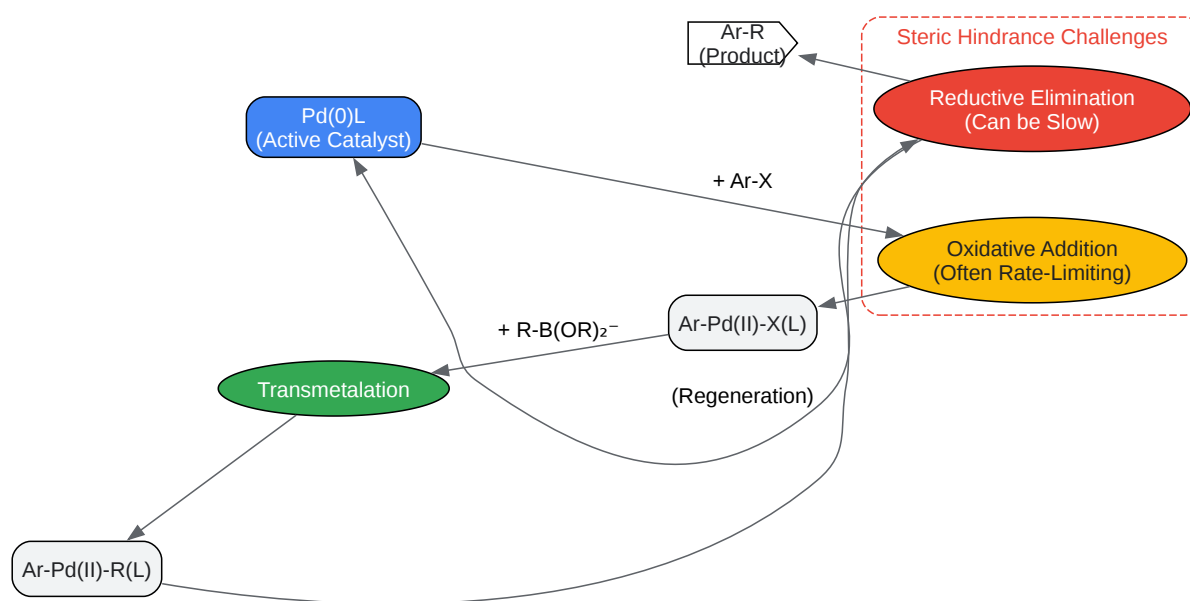 Ar-R
(Product)
Steric Hindrance Challenges
Reductive Elimination
(Can be Slow)
Pd(0)L
(Active Catalyst)
+ Ar-X
Oxidative Addition
(Often Rate-Limiting)
Ar-Pd(II)-X(L)
+ R-B(OR)₂⁻
Transmetalation
(Regeneration)
Ar-Pd(II)-R(L)